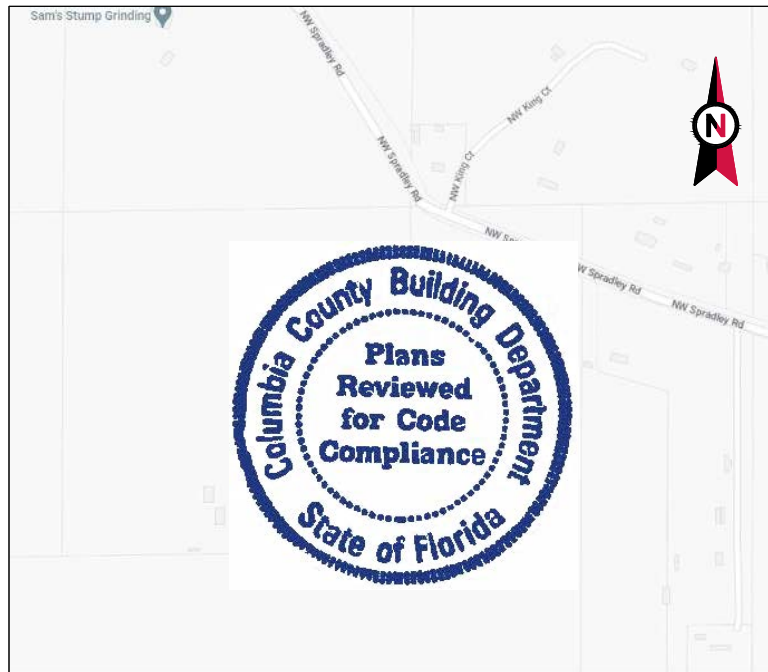 Sam's Stump Grinding
NW Spradley Rd
NW King Ct
N
NW Spradley Rd
NW King Ct
NW
NW Spradley Rd
NW Spradley Rd
Columbia County Building Department
Plans
Reviewed
for Code
Compliance
State of Florida